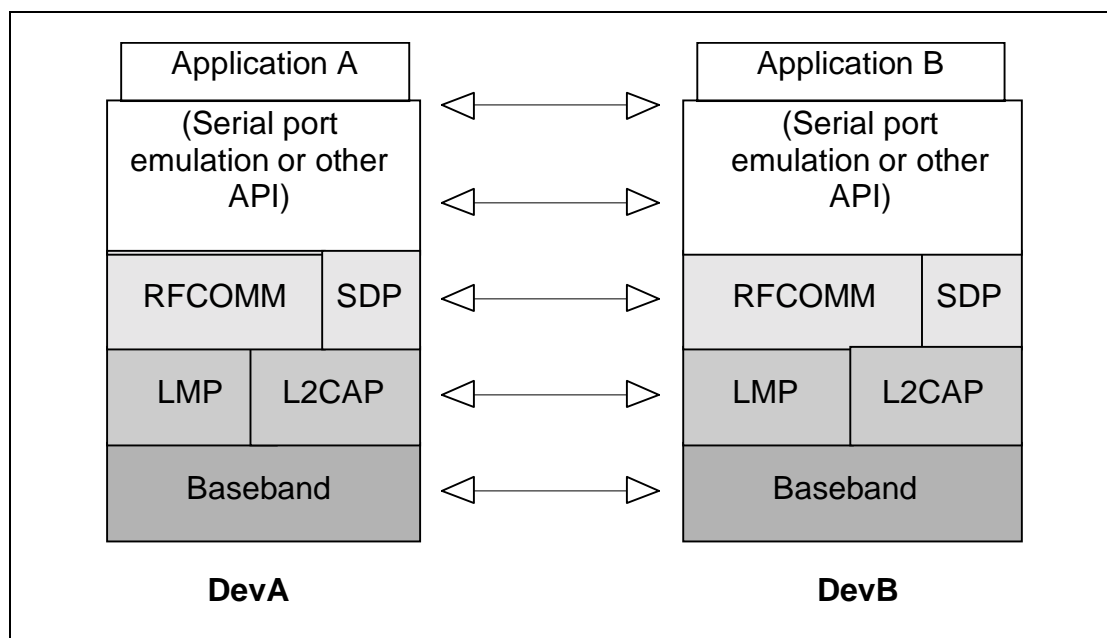 Application A
(Serial port
emulation or other
API)
RFCOMM
SDP
LMP
L2CAP
Baseband
DevA
Application B
(Serial port
emulation or other
API)
RFCOMM
SDP
LMP
L2CAP
Baseband
DevB